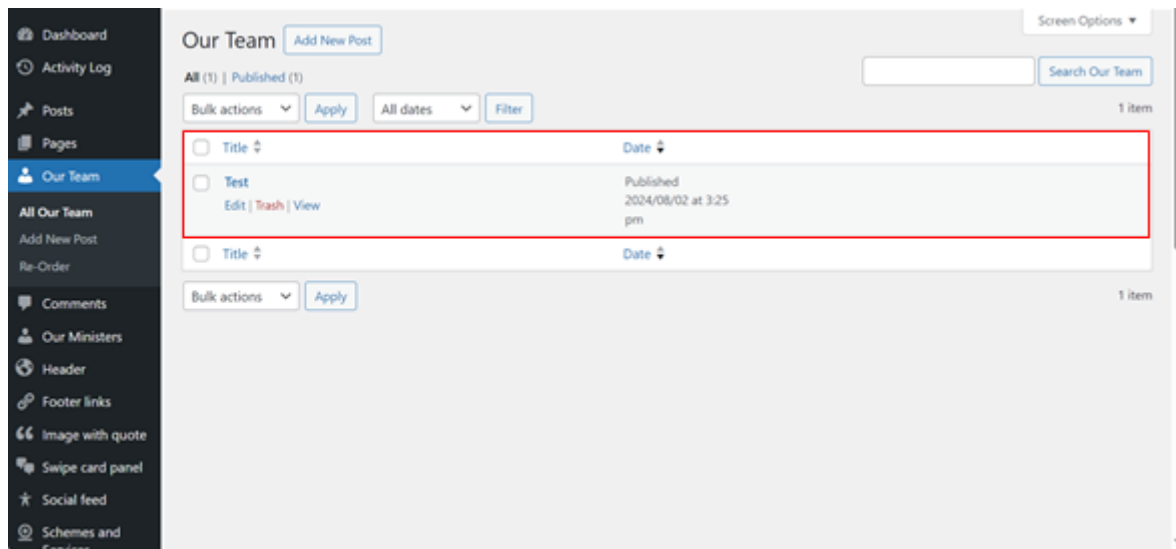 Dashboard
Activity Log
Posts
Pages
Our Team
All Our Team
Add New Post
Re-Order
Comments
Our Ministers
Header
Footer links
Image with quote
Swipe card panel
Social feed
Schemes and
Services
Screen Options ▼
Our Team Add New Post
All (1) | Published (1)
Search Our Team
Bulk actions Apply All dates Filter 1 item
Title Date
Test Published
Edit | Trash | View 2024/08/02 at 3:25
pm
Title Date
Bulk actions Apply 1 item